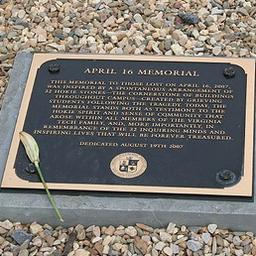 APRIL 16 MEMORIAL
THIS MEMORIAL TO THOSE LOST ON APRIL 16, 2007,
WAS INSPIRED BY A SPONTANEOUS ARRANGEMENT OF
32 HOKIE STONES—THE CORNERSTONE OF BUILDINGS
THROUGHOUT CAMPUS—CREATED BY GRIEVING
STUDENTS FOLLOWING THE TRAGEDY. TODAY, THE
MEMORIAL STANDS BOTH AS TESTIMONY TO THE
HOKIE SPIRIT AND SENSE OF COMMUNITY THAT
AROSE WITHIN ALL MEMBERS OF THE VIRGINIA
TECH FAMILY, AND, MORE IMPORTANTLY, IN
REMEMBRANCE OF THE 32 INQUIRING MINDS AND
INSPIRING LIVES THAT WILL BE FOREVER TREASURED.
DEDICATED AUGUST 19TH 2007